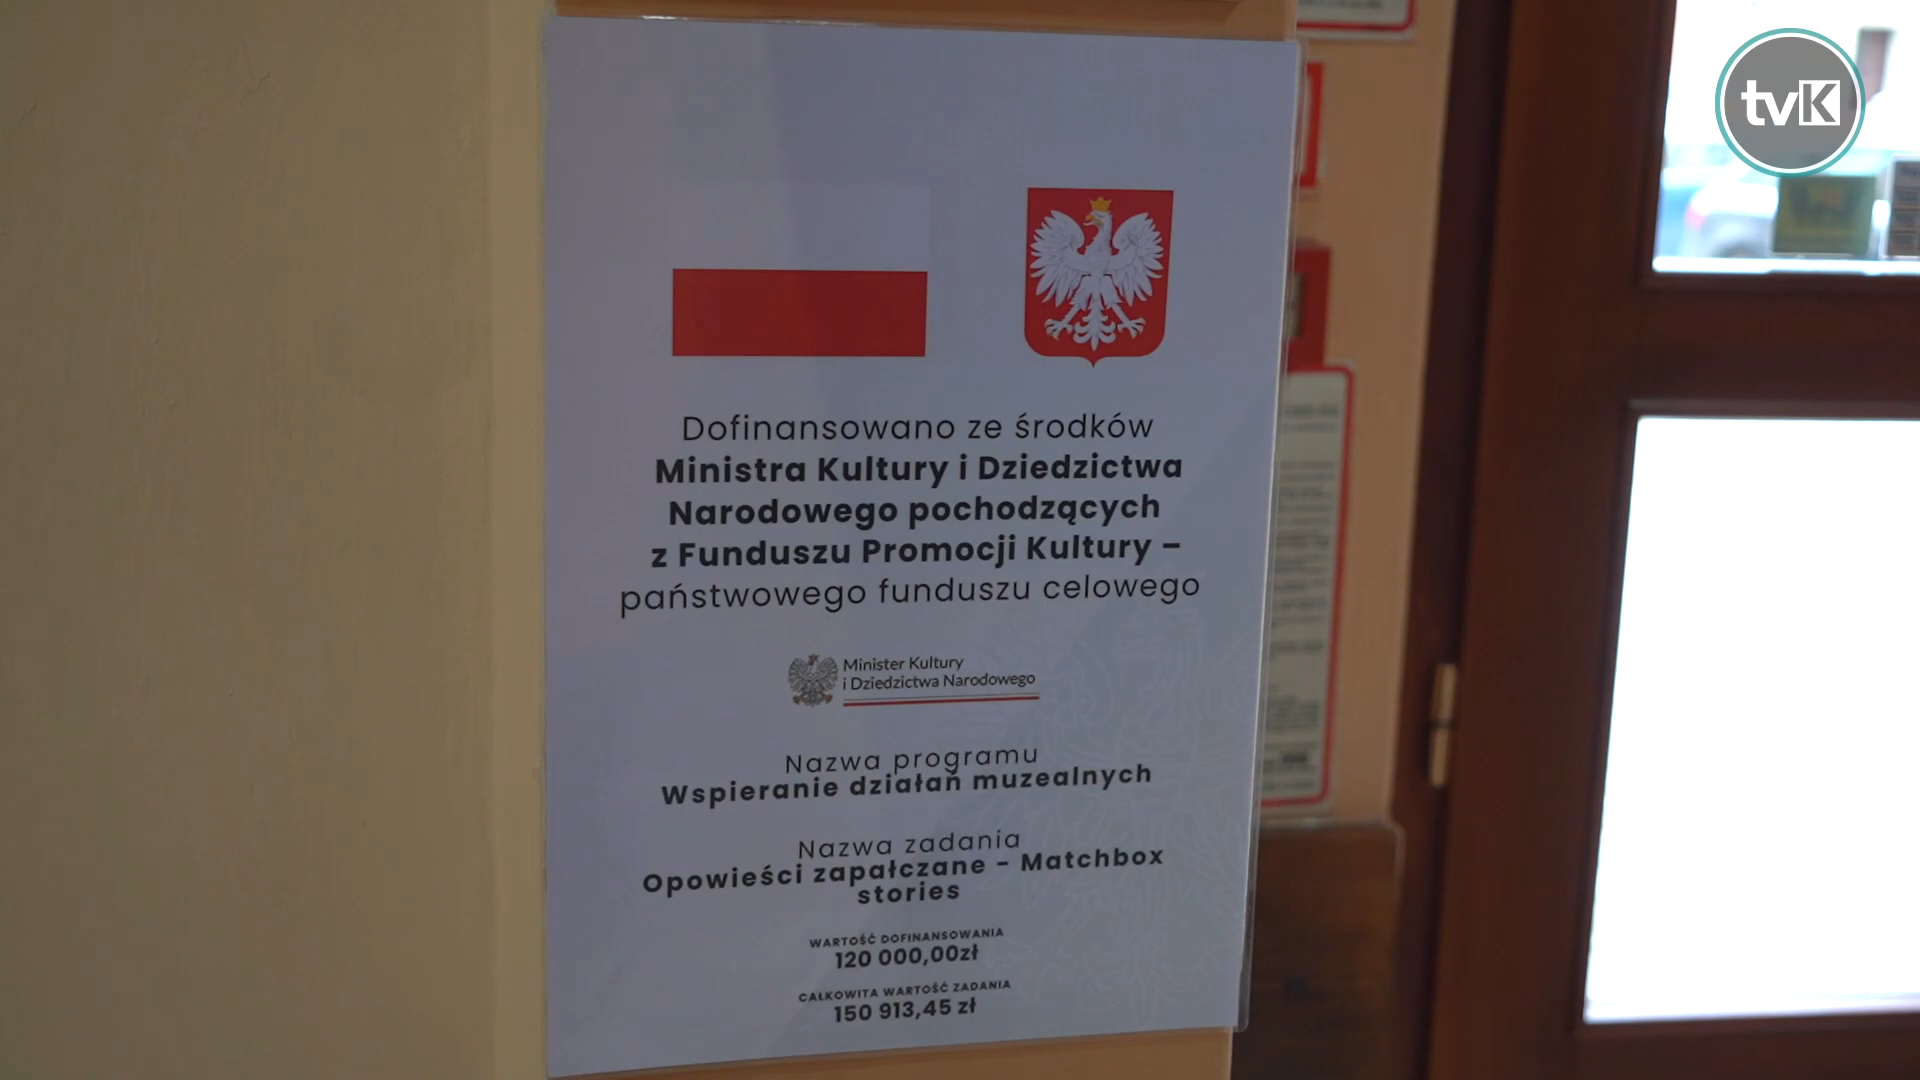 tvK
Dofinansowano ze środków
Ministra Kultury i Dziedzictwa
Narodowego pochodzących
z Funduszu Promocji Kultury –
państwowego funduszu celowego
Minister Kultury
i Dziedzictwa Narodowego
Nazwa programu
Wspieranie działań muzealnych
Nazwa zadania
Opowieści zapałczane - Matchbox
stories
WARTOŚĆ DOFINANSOWANIA
120 000,00zł
CAŁKOWITA WARTOŚĆ ZADANIA
150 913,45 zł